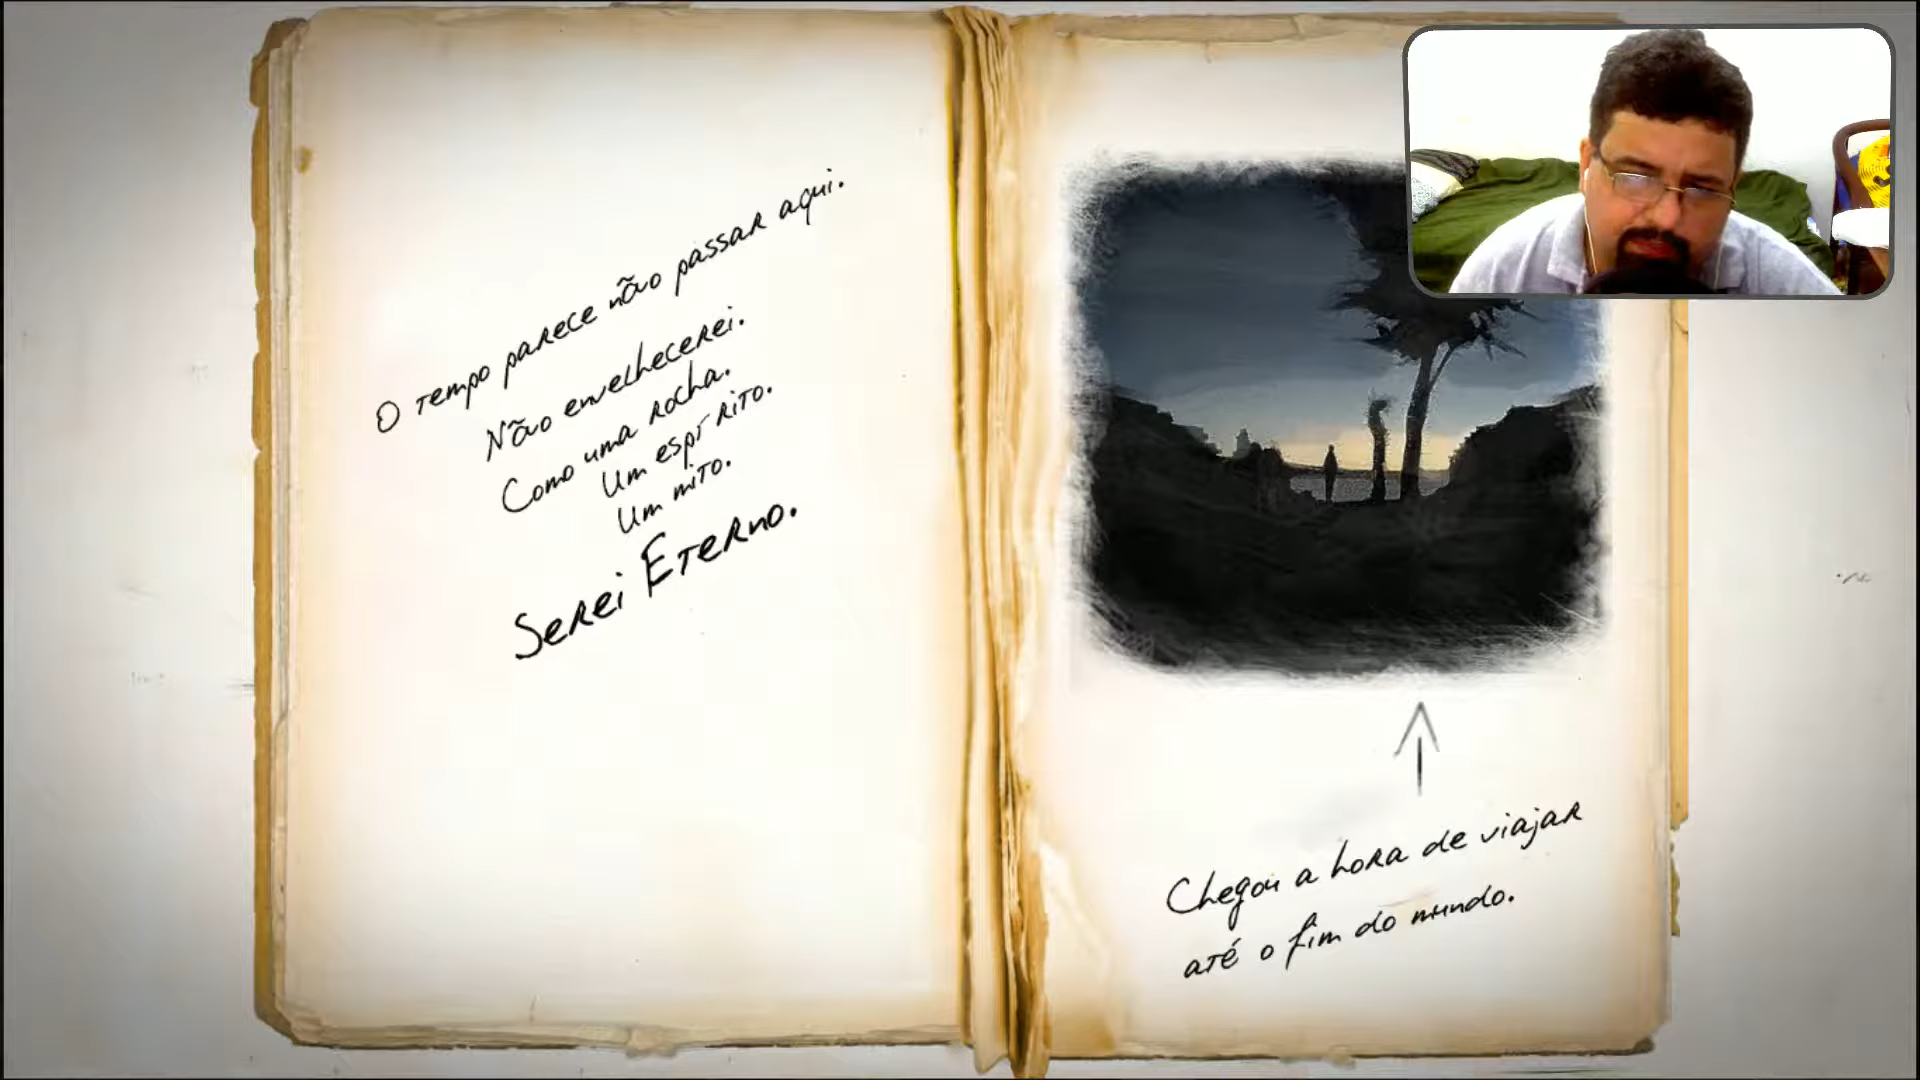 O tempo parece não passar aqui.
Não envelhecerei.
Como uma rocha.
Um espírito.
Um mito.
Serei Eterno.
Chegou a hora de viajar
até o fim do mundo.